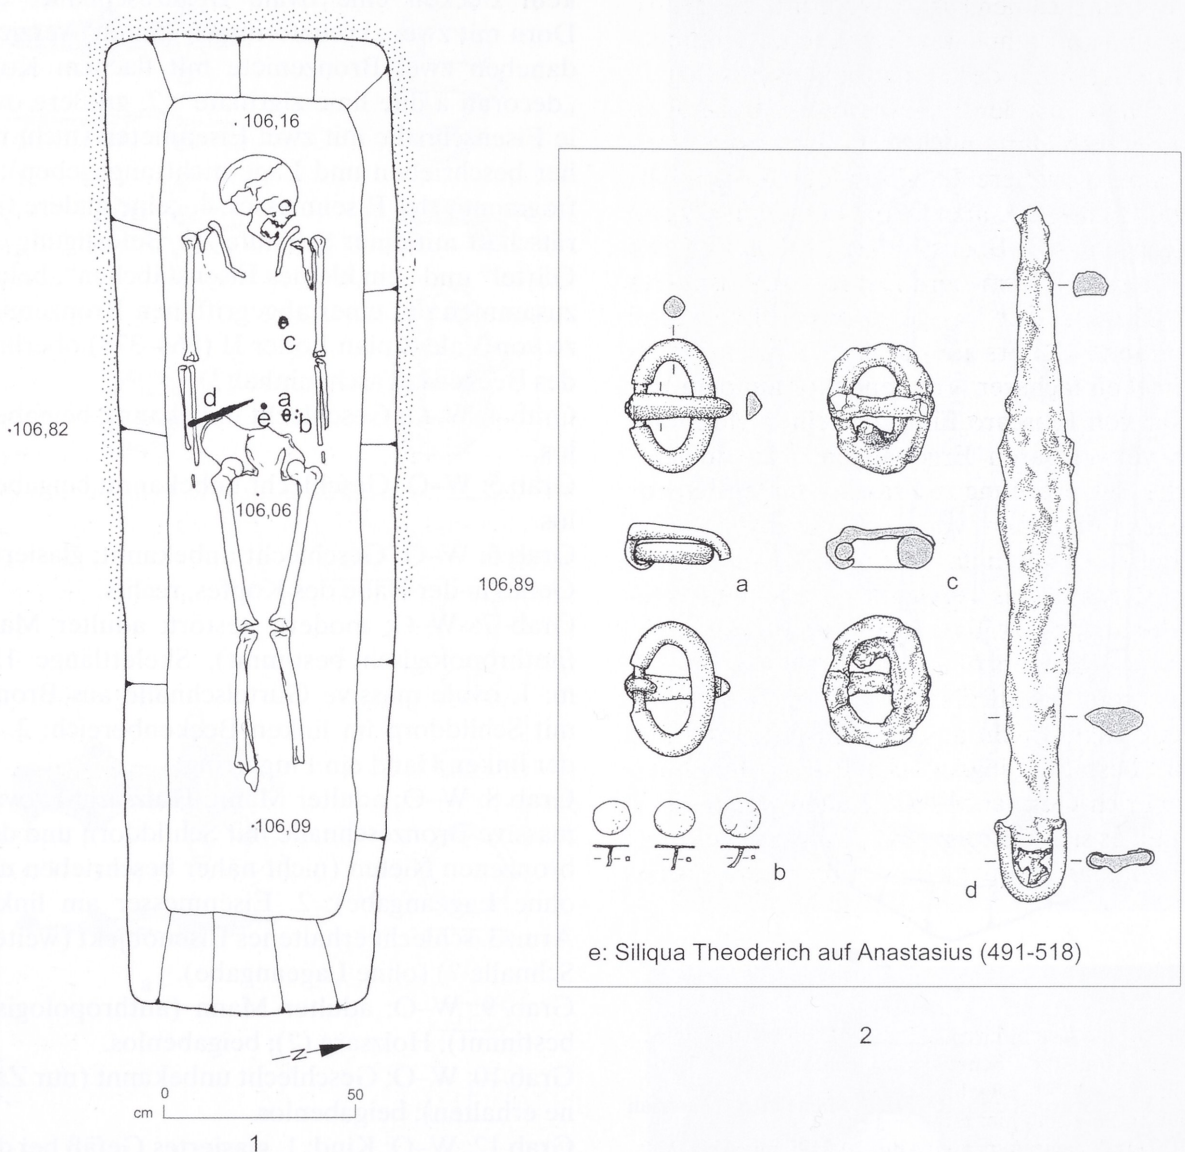 106,16
c
d
a
e
b
106,82
106,06
106,89
106,09
N
0
50
cm
1
a
c
b
d
e: Siliqua Theoderich auf Anastasius (491-518)
2